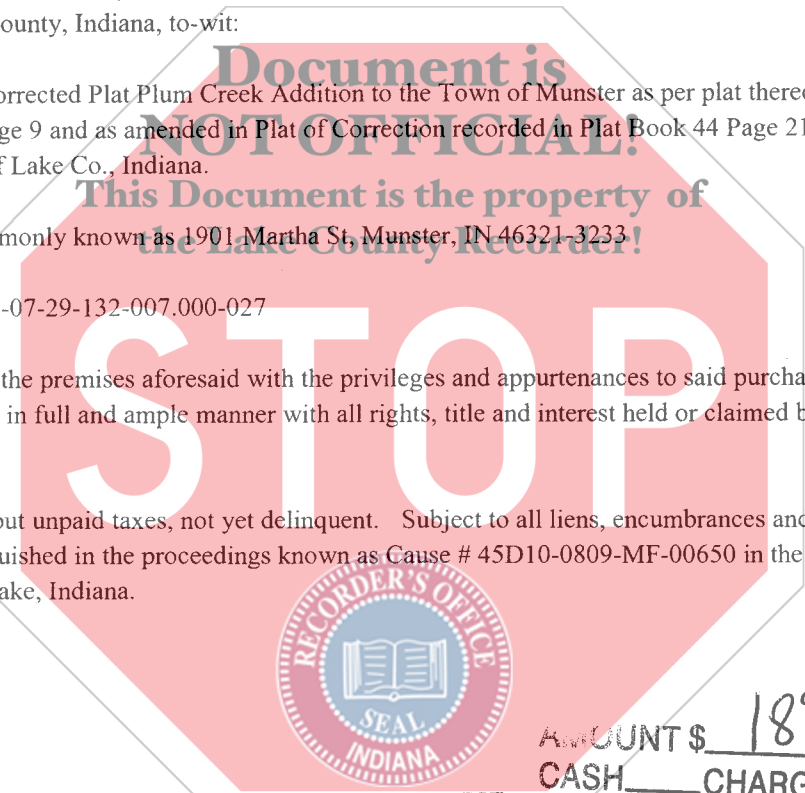 ounty, Indiana, to-wit:
Document is
orrected Plat Plum Creek Addition to the Town of Munster as per plat thereo
ge 9 and as amended in Plat of Correction recorded in Plat Book 44 Page 21
NOT OFFICIAL!
f Lake Co., Indiana.
This Document is the property of
monly known as 1901 Martha St, Munster, IN 46321-3233
the Lake County Recorder!
-07-29-132-007.000-027
STOP
the premises aforesaid with the privileges and appurtenances to said purcha
in full and ample manner with all rights, title and interest held or claimed b
out unpaid taxes, not yet delinquent. Subject to all liens, encumbrances and
uished in the proceedings known as Cause # 45D10-0809-MF-00650 in the
ake, Indiana.
RECORDER'S OFFICE
SEAL
INDIANA
AMOUNT $ 18
CASH CHARG